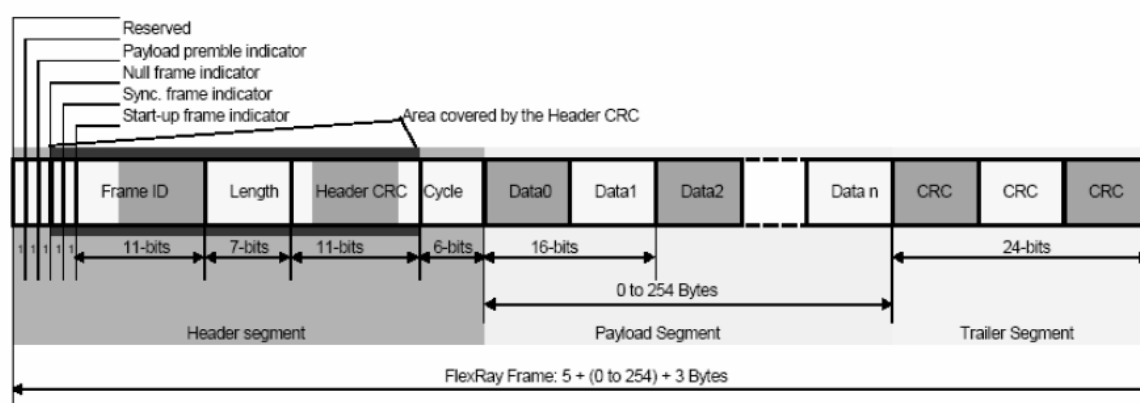 Reserved
Payload premble indicator
Null frame indicator
Sync. frame indicator
Start-up frame indicator
Area covered by the Header CRC
Frame ID Length Header CRC Cycle Data0 Data1 Data2 Data n CRC CRC CRC
1 1 1 1 1 11-bits 7-bits 11-bits 6-bits 16-bits 24-bits
0 to 254 Bytes
Header segment Payload Segment Trailer Segment
FlexRay Frame: 5 + (0 to 254) + 3 Bytes